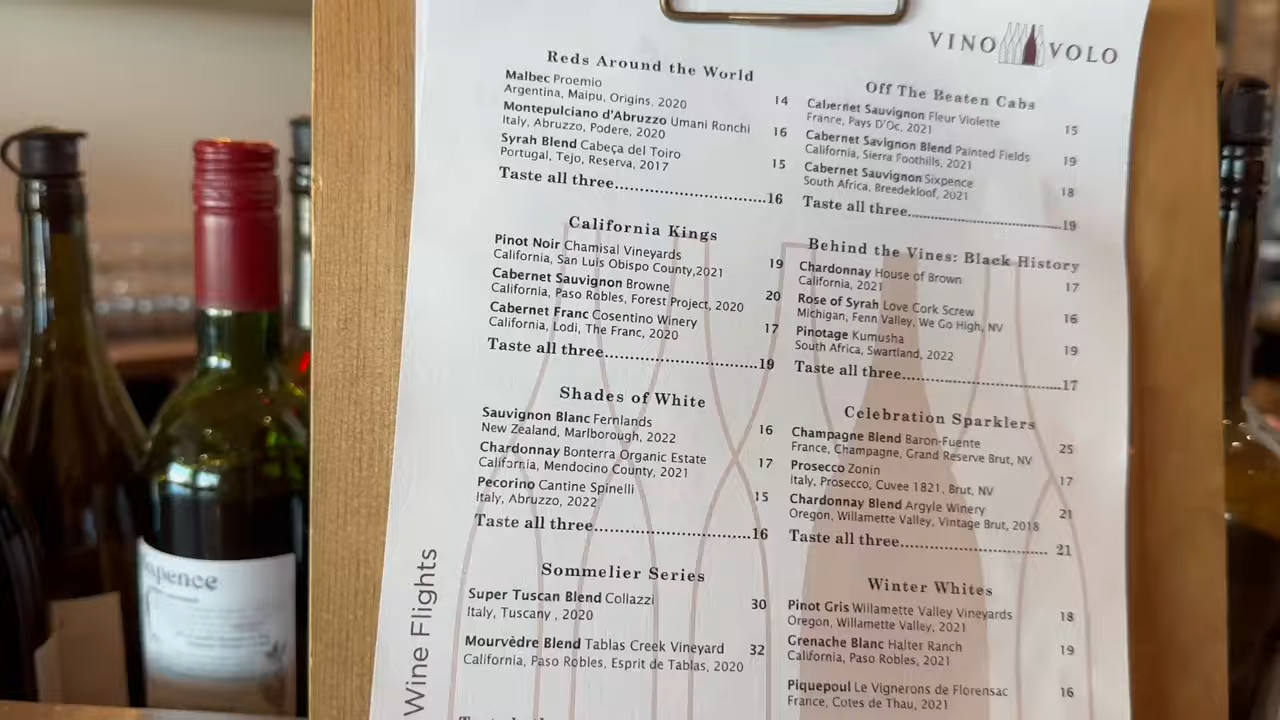 VINO VOLO
Reds Around the World
Malbec Proemio
Argentina, Maipu, Origins, 2020 14
Montepulciano d'Abruzzo Umani Ronchi
Italy, Abruzzo, Podere, 2020 16
Syrah Blend Cabeça del Toiro
Portugal, Tejo, Reserva, 2017 15
Taste all three..............................16
California Kings
Pinot Noir Chamisal Vineyards
California, San Luis Obispo County,2021 19
Cabernet Sauvignon Browne
California, Paso Robles, Forest Project, 2020 20
Cabernet Franc Cosentino Winery
California, Lodi, The Franc, 2020 17
Taste all three..............................19
Shades of White
Sauvignon Blanc Fernlands
New Zealand, Marlborough, 2022 16
Chardonnay Bonterra Organic Estate
California, Mendocino County, 2021 17
Pecorino Cantine Spinelli
Italy, Abruzzo, 2022 15
Taste all three..............................16
Sommelier Series
Super Tuscan Blend Collazzi 30
Italy, Tuscany , 2020
Mourvèdre Blend Tablas Creek Vineyard 32
California, Paso Robles, Esprit de Tablas, 2020
Off The Beaten Cabs
Cabernet Sauvignon Fleur Violette
France, Pays D'Oc, 2021 15
Cabernet Savignon Blend Painted Fields
California, Sierra Foothills, 2021 19
Cabernet Sauvignon Sixpence
South Africa, Breedekloof, 2021 18
Taste all three..............................19
Behind the Vines: Black History
Chardonnay House of Brown
California, 2021 17
Rose of Syrah Love Cork Screw
Michigan, Fenn Valley, We Go High, NV 16
Pinotage Kumusha
South Africa, Swartland, 2022 19
Taste all three..............................17
Celebration Sparklers
Champagne Blend Baron-Fuente
France, Champagne, Grand Reserve Brut, NV 25
Prosecco Zonin
Italy, Prosecco, Cuvee 1821, Brut, NV 17
Chardonnay Blend Argyle Winery
Oregon, Willamette Valley, Vintage Brut, 2018 21
Taste all three.............................. 21
Winter Whites
Pinot Gris Willamette Valley Vineyards
Oregon, Willamette Valley, 2021 18
Grenache Blanc Halter Ranch
California, Paso Robles, 2021 19
Piquepoul Le Vignerons de Florensac
France, Cotes de Thau, 2021 16
Wine Flights